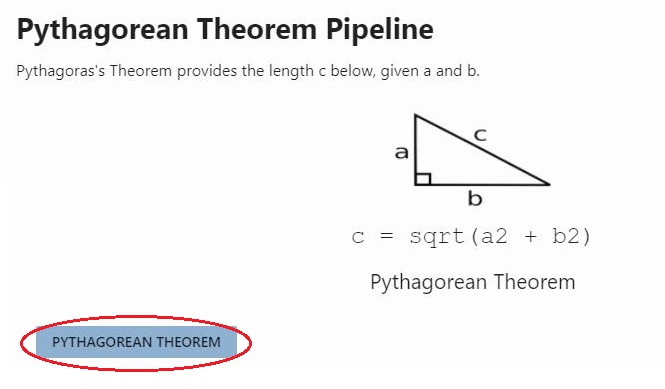 Pythagorean Theorem Pipeline
Pythagoras's Theorem provides the length c below, given a and b.
c
a
b
c = sqrt(a2 + b2)
Pythagorean Theorem
PYTHAGOREAN THEOREM